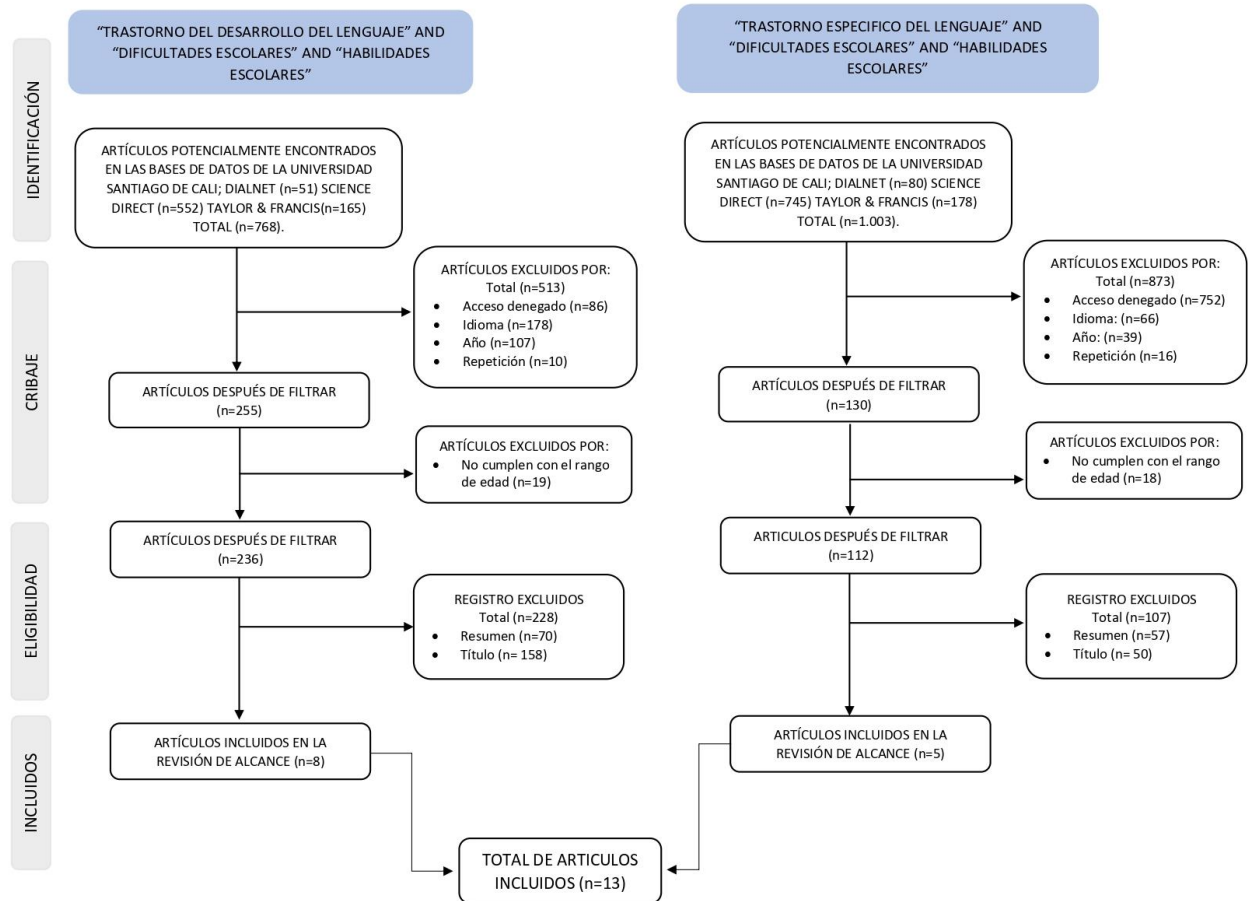 "TRASTORNO DEL DESARROLLO DEL LENGUAJE" AND
"DIFICULTADES ESCOLARES" AND "HABILIDADES
ESCOLARES"
"TRASTORNO ESPECIFICO DEL LENGUAJE" AND
"DIFICULTADES ESCOLARES" AND "HABILIDADES
ESCOLARES"
IDENTIFICACIÓN
ARTÍCULOS POTENCIALMENTE ENCONTRADOS
EN LAS BASES DE DATOS DE LA UNIVERSIDAD
SANTIAGO DE CALI; DIALNET (n=51) SCIENCE
DIRECT (n=552) TAYLOR & FRANCIS(n=165)
TOTAL (n=768).
ARTÍCULOS POTENCIALMENTE ENCONTRADOS
EN LAS BASES DE DATOS DE LA UNIVERSIDAD
SANTIAGO DE CALI; DIALNET (n=80) SCIENCE
DIRECT (n=745) TAYLOR & FRANCIS (n=178)
TOTAL (n=1.003).
CRIBAJE
ARTÍCULOS EXCLUIDOS POR:
Total (n=513)
• Acceso denegado (n=86)
• Idioma (n=178)
• Año (n=107)
• Repetición (n=10)
ARTÍCULOS EXCLUIDOS POR:
Total (n=873)
• Acceso denegado (n=752)
• Idioma: (n=66)
• Año: (n=39)
• Repetición (n=16)
ARTÍCULOS DESPUÉS DE FILTRAR
(n=255)
ARTÍCULOS DESPUÉS DE FILTRAR
(n=130)
ARTÍCULOS EXCLUIDOS POR:
• No cumplen con el rango
de edad (n=19)
ARTÍCULOS EXCLUIDOS POR:
• No cumplen con el rango
de edad (n=18)
ELIGIBILIDAD
ARTÍCULOS DESPUÉS DE FILTRAR
(n=236)
ARTICULOS DESPUÉS DE FILTRAR
(n=112)
REGISTRO EXCLUIDOS
Total (n=228)
• Resumen (n=70)
• Título (n= 158)
REGISTRO EXCLUIDOS
Total (n=107)
• Resumen (n=57)
• Título (n= 50)
INCLUIDOS
ARTÍCULOS INCLUIDOS EN LA
REVISIÓN DE ALCANCE (n=8)
ARTÍCULOS INCLUIDOS EN LA
REVISIÓN DE ALCANCE (n=5)
TOTAL DE ARTICULOS
INCLUIDOS (n=13)